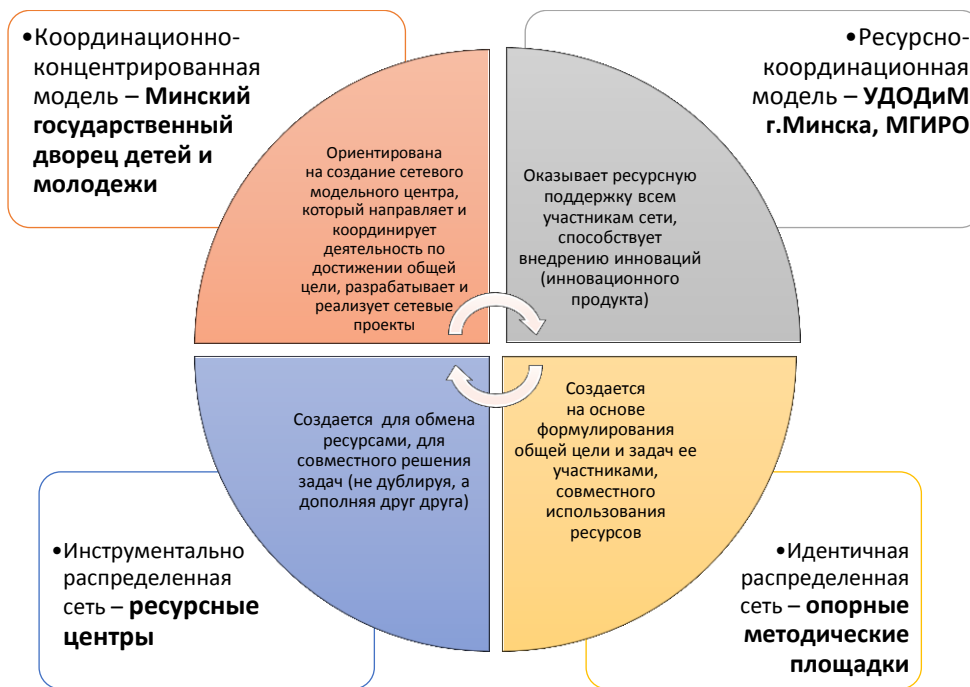 •Координационно-
концентрированная
модель – Минский
государственный
дворец детей и
молодежи
Ориентирована
на создание сетевого
модельного центра,
который направляет и
координирует
деятельность по
достижении общей
цели, разрабатывает и
реализует сетевые
проекты
•Ресурсно-
координационная
модель – УДОДиМ
г.Минска, МГИРО
Оказывает ресурсную
поддержку всем
участникам сети,
способствует
внедрению инноваций
(инновационного
продукта)
Создается для обмена
ресурсами, для
совместного решения
задач (не дублируя, а
дополняя друг друга)
•Инструментально
распределенная
сеть – ресурсные
центры
Создается
на основе
формулирования
общей цели и задач ее
участниками,
совместного
использования
ресурсов
•Идентичная
распределенная
сеть – опорные
методические
площадки